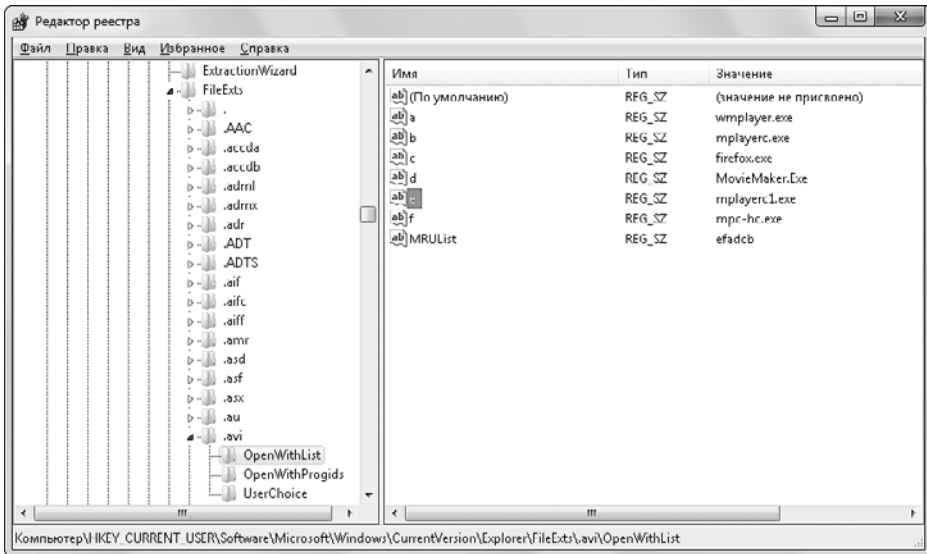 Редактор реестра
Файл Правка Вид Избранное Справка
ExtractionWizard
FileExts
.
.AAC
.accda
.accdb
.adml
.admx
.adr
.ADT
.ADTS
.aif
.aifc
.aiff
.amr
.asd
.asf
.asx
.au
.avi
OpenWithList
OpenWithProgids
UserChoice
Имя Тип Значение
(По умолчанию) REG_SZ (значение не присвоено)
a REG_SZ wmplayer.exe
b REG_SZ mplayerc.exe
c REG_SZ firefox.exe
d REG_SZ MovieMaker.Exe
e REG_SZ mplayerc1.exe
f REG_SZ mpc-hc.exe
MRUList REG_SZ efadcb
Компьютер\HKEY_CURRENT_USER\Software\Microsoft\Windows\CurrentVersion\Explorer\FileExts\.avi\OpenWithList